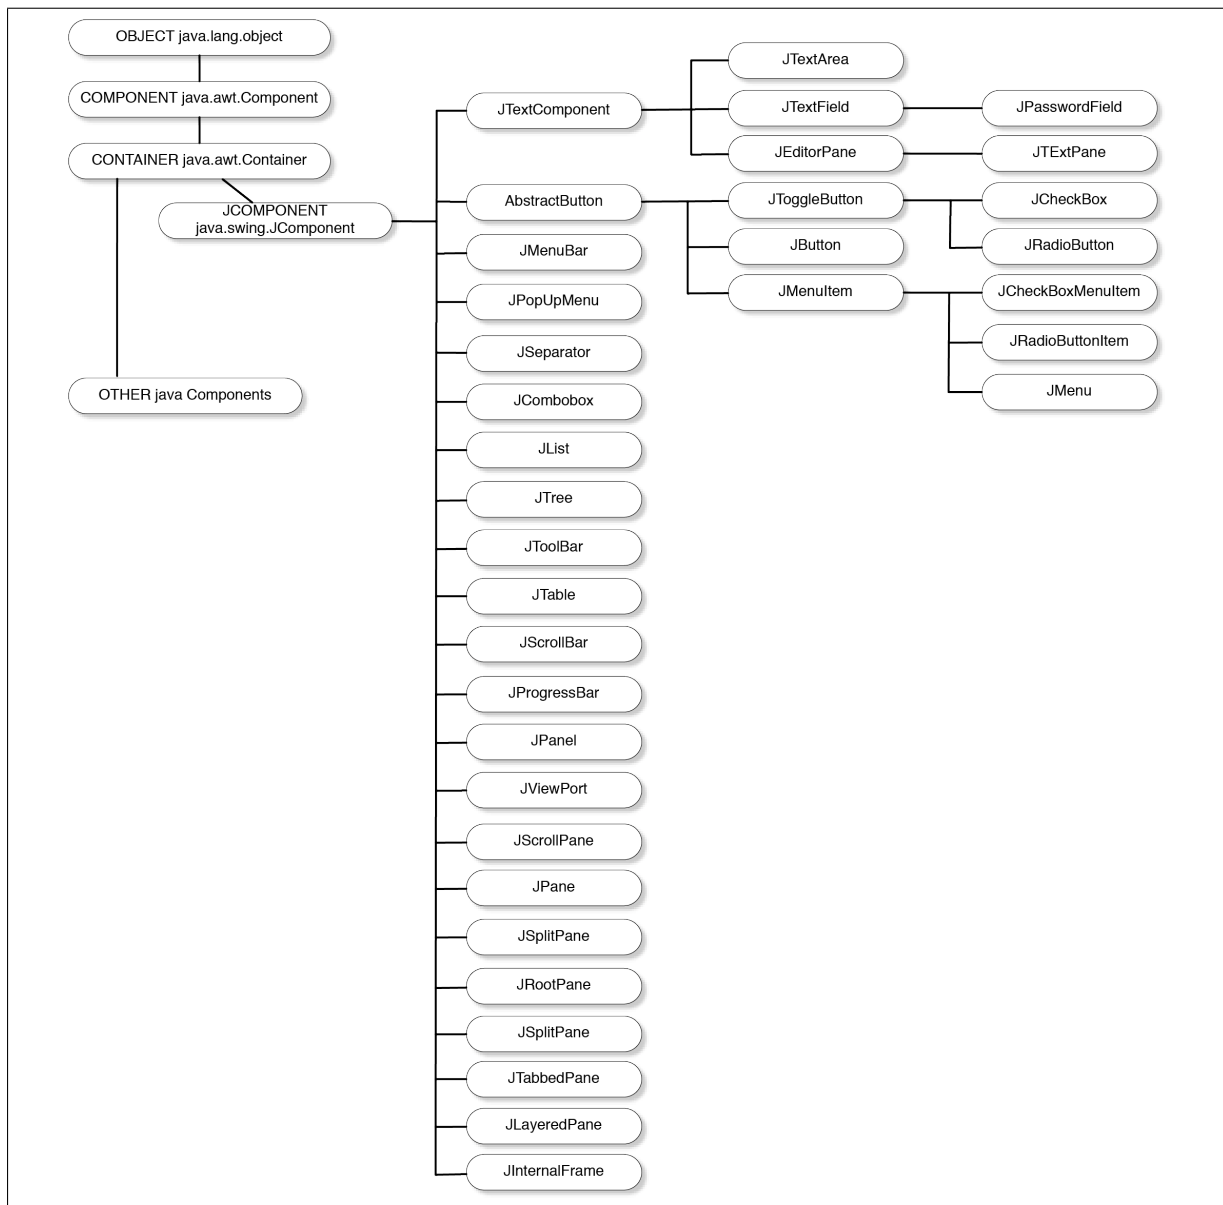 OBJECT java.lang.object
COMPONENT java.awt.Component
CONTAINER java.awt.Container
JCOMPONENT
java.swing.JComponent
OTHER java Components
JTextComponent
JTextArea
JTextField
JPasswordField
JEditorPane
JTExtPane
AbstractButton
JToggleButton
JCheckBox
JRadioButton
JButton
JMenuItem
JCheckBoxMenuItem
JRadioButtonItem
JMenu
JMenuBar
JPopUpMenu
JSeparator
JCombobox
JList
JTree
JToolBar
JTable
JScrollBar
JProgressBar
JPanel
JViewPort
JScrollPane
JPane
JSplitPane
JRootPane
JSplitPane
JTabbedPane
JLayeredPane
JInternalFrame